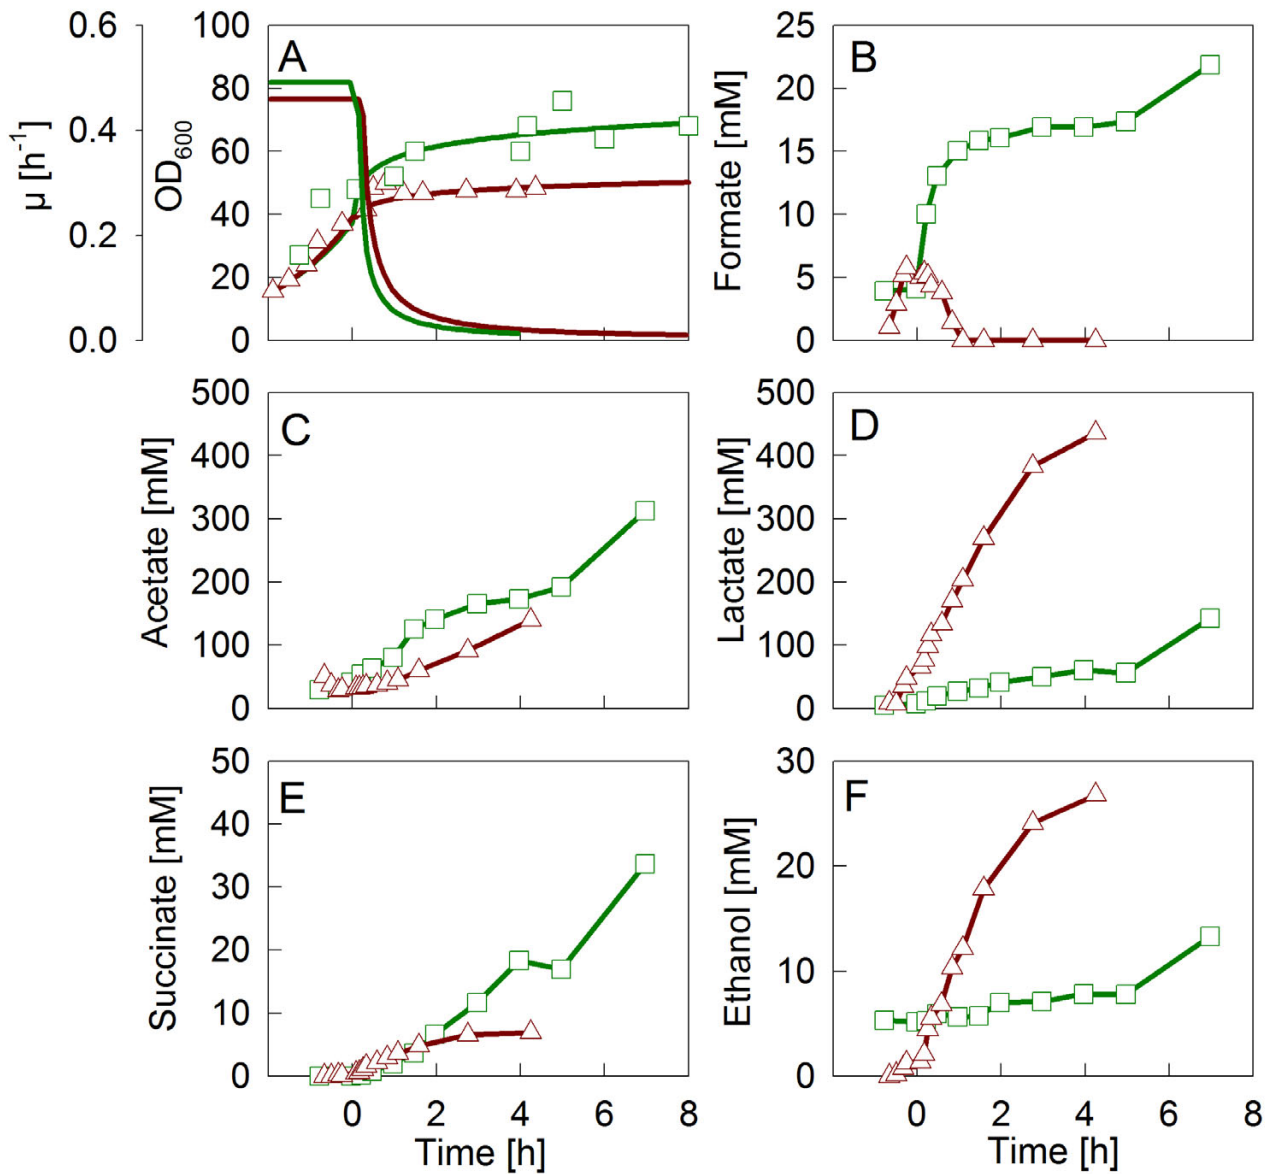 0.6
0.4
0.2
0.0
μ [h-1]
100
80
60
40
20
0
OD600
A
25
20
15
10
5
0
Formate [mM]
B
500
400
300
200
100
0
Acetate [mM]
C
500
400
300
200
100
0
Lactate [mM]
D
50
40
30
20
10
0
Succinate [mM]
E
0 2 4 6 8
Time [h]
30
20
10
0
Ethanol [mM]
F
0 2 4 6 8
Time [h]